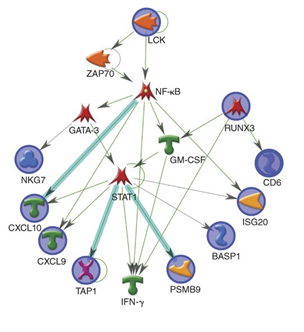 LCK
ZAP70
NF-κB
GATA-3
RUNX3
GM-CSF
NKG7
CD6
STAT1
CXCL10
ISG20
CXCL9
BASP1
TAP1
IFN-γ
PSMB9